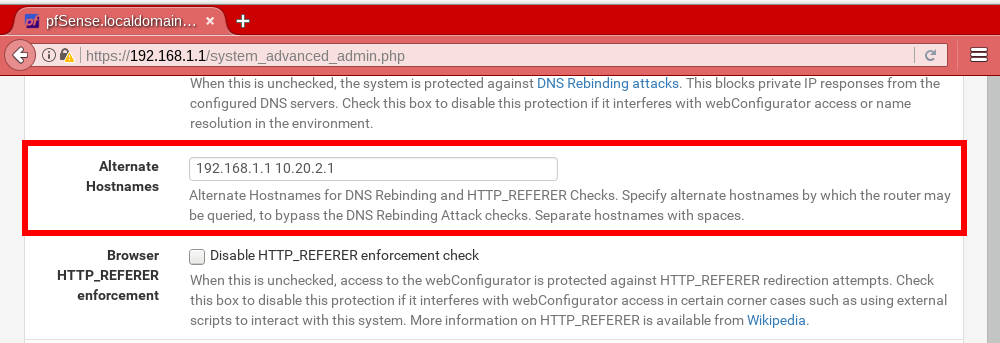 pfSense.localdomain...
https://192.168.1.1/system_advanced_admin.php
When this is unchecked, the system is protected against DNS Rebinding attacks. This blocks private IP responses from the
configured DNS servers. Check this box to disable this protection if it interferes with webConfigurator access or name
resolution in the environment.
Alternate
Hostnames
192.168.1.1 10.20.2.1
Alternate Hostnames for DNS Rebinding and HTTP_REFERER Checks. Specify alternate hostnames by which the router may
be queried, to bypass the DNS Rebinding Attack checks. Separate hostnames with spaces.
Browser
HTTP_REFERER
enforcement
Disable HTTP_REFERER enforcement check
When this is unchecked, access to the webConfigurator is protected against HTTP_REFERER redirection attempts. Check
this box to disable this protection if it interferes with webConfigurator access in certain corner cases such as using external
scripts to interact with this system. More information on HTTP_REFERER is available from Wikipedia.